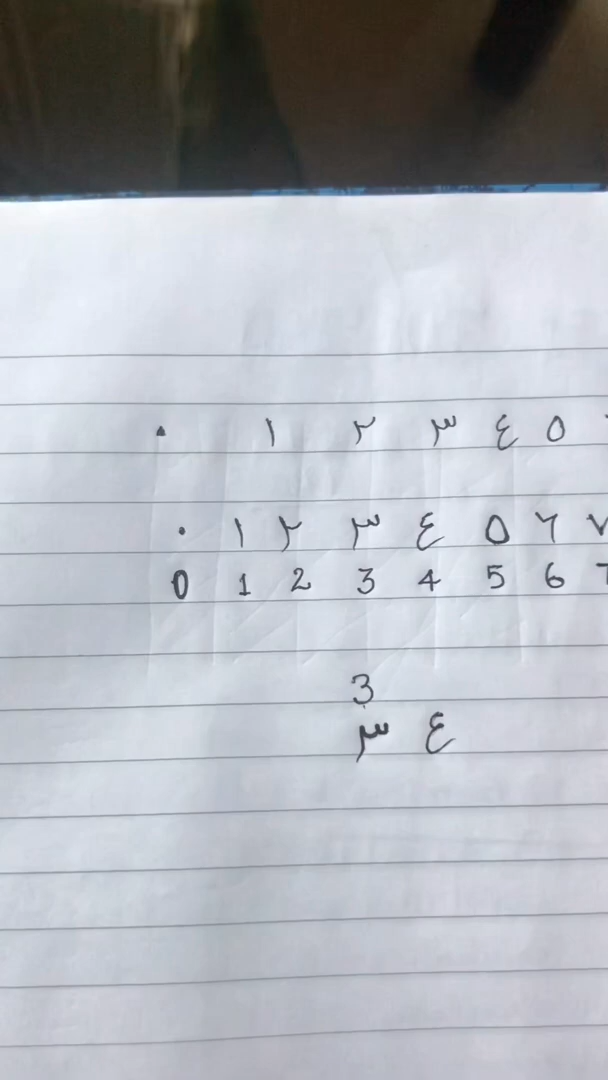 ٠ ١ ٢ ٣ ٤ ٥
٠ ١ ٢ ٣ ٤ ٥ ٦ ٧
0 1 2 3 4 5 6 7
3
٣ ٤